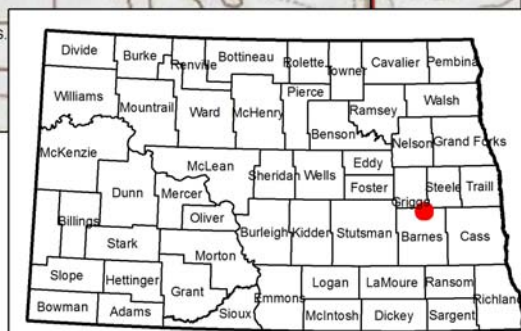 s.
Divide Burke Renville Bottineau Rolette Towner Cavalier Pembina
Williams Mountrail Ward McHenry Pierce Ramsey Walsh
Benson Nelson Grand Forks
McKenzie McLean Sheridan Wells Eddy
Dunn Mercer Foster Griggs Steele Traill
Billings Oliver Burleigh Kidder Stutsman Barnes Cass
Stark Morton
Slope Hettinger Grant Emmons Logan LaMoure Ransom Richland
Bowman Adams Sioux McIntosh Dickey Sargent